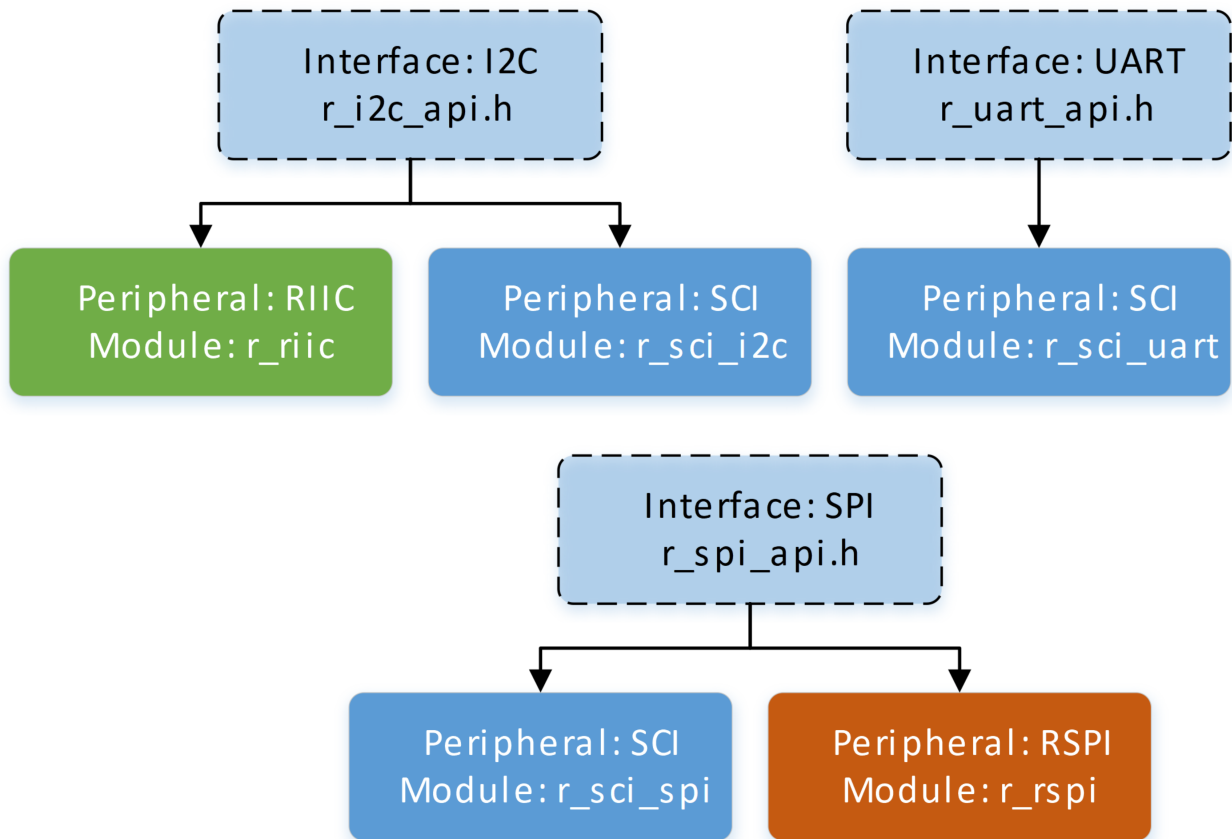 Interface: I2C
r_i2c_api.h
Interface: UART
r_uart_api.h
Peripheral: RIIC
Module: r_riic
Peripheral: SCI
Module: r_sci_i2c
Peripheral: SCI
Module: r_sci_uart
Interface: SPI
r_spi_api.h
Peripheral: SCI
Module: r_sci_spi
Peripheral: RSPI
Module: r_rspi